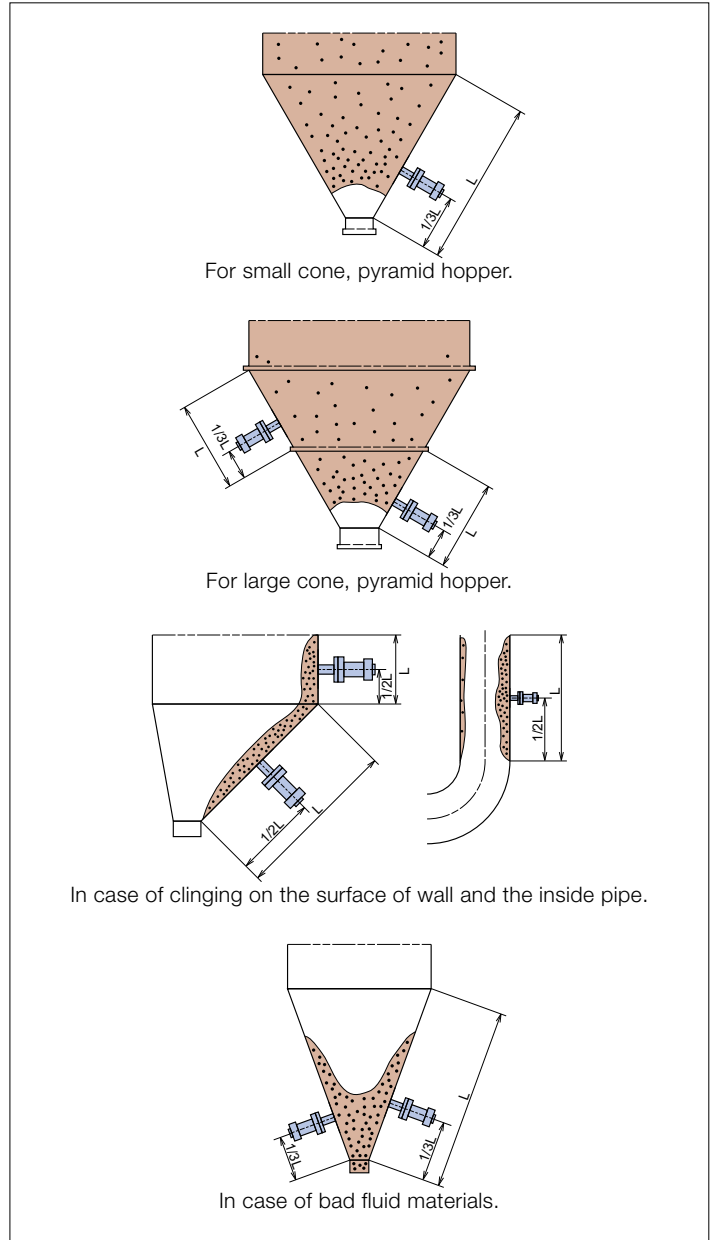 L
1/3L
For small cone, pyramid hopper.
1/3L
L
1/3L
L
For large cone, pyramid hopper.
1/2L
L
1/2L
L
1/2L
L
In case of clinging on the surface of wall and the inside pipe.
L
1/3L
1/3L
In case of bad fluid materials.